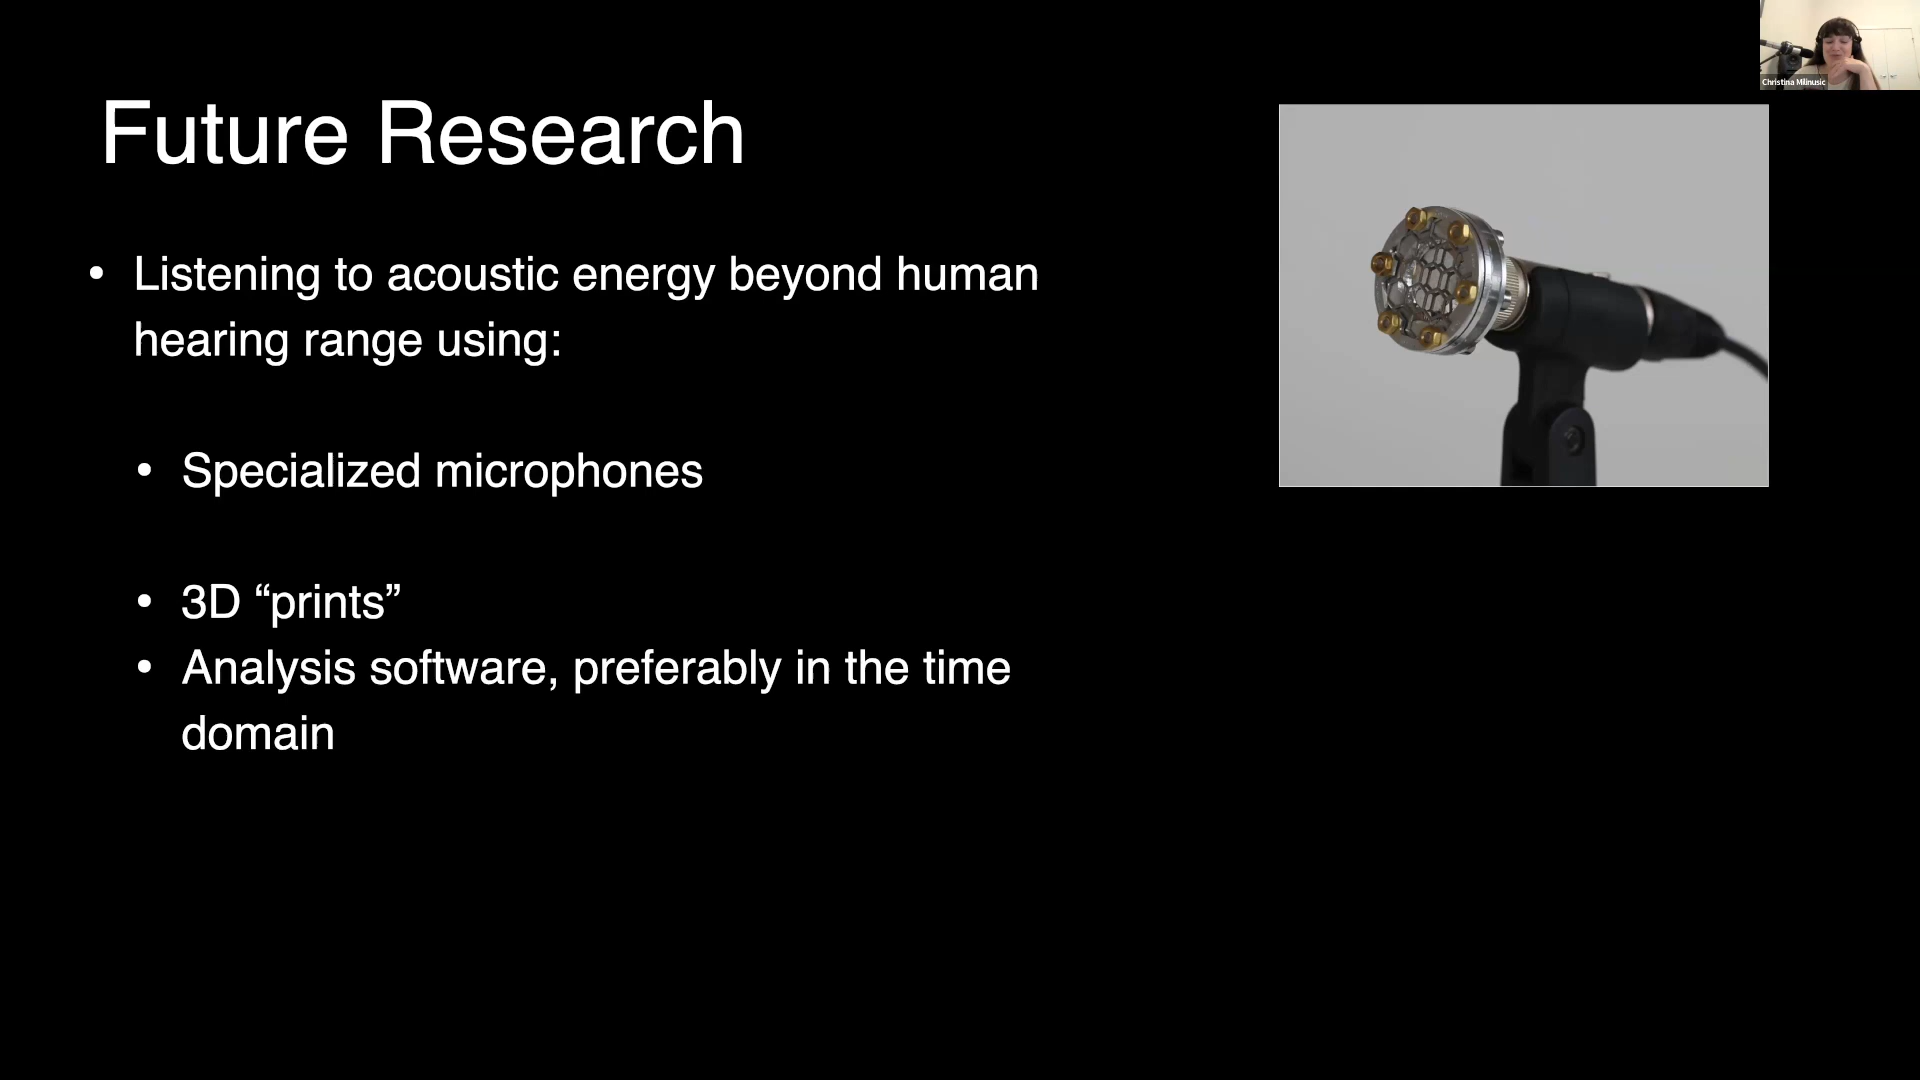 Christina Milinusic
Future Research
• Listening to acoustic energy beyond human
hearing range using:
• Specialized microphones
• 3D “prints”
• Analysis software, preferably in the time
domain